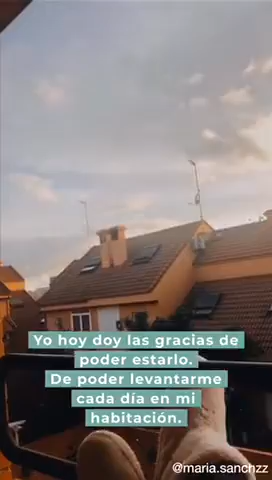 Yo hoy doy las gracias de
poder estarlo.
De poder levantarme
cada día en mi
habitación.
@maria.sanchzz